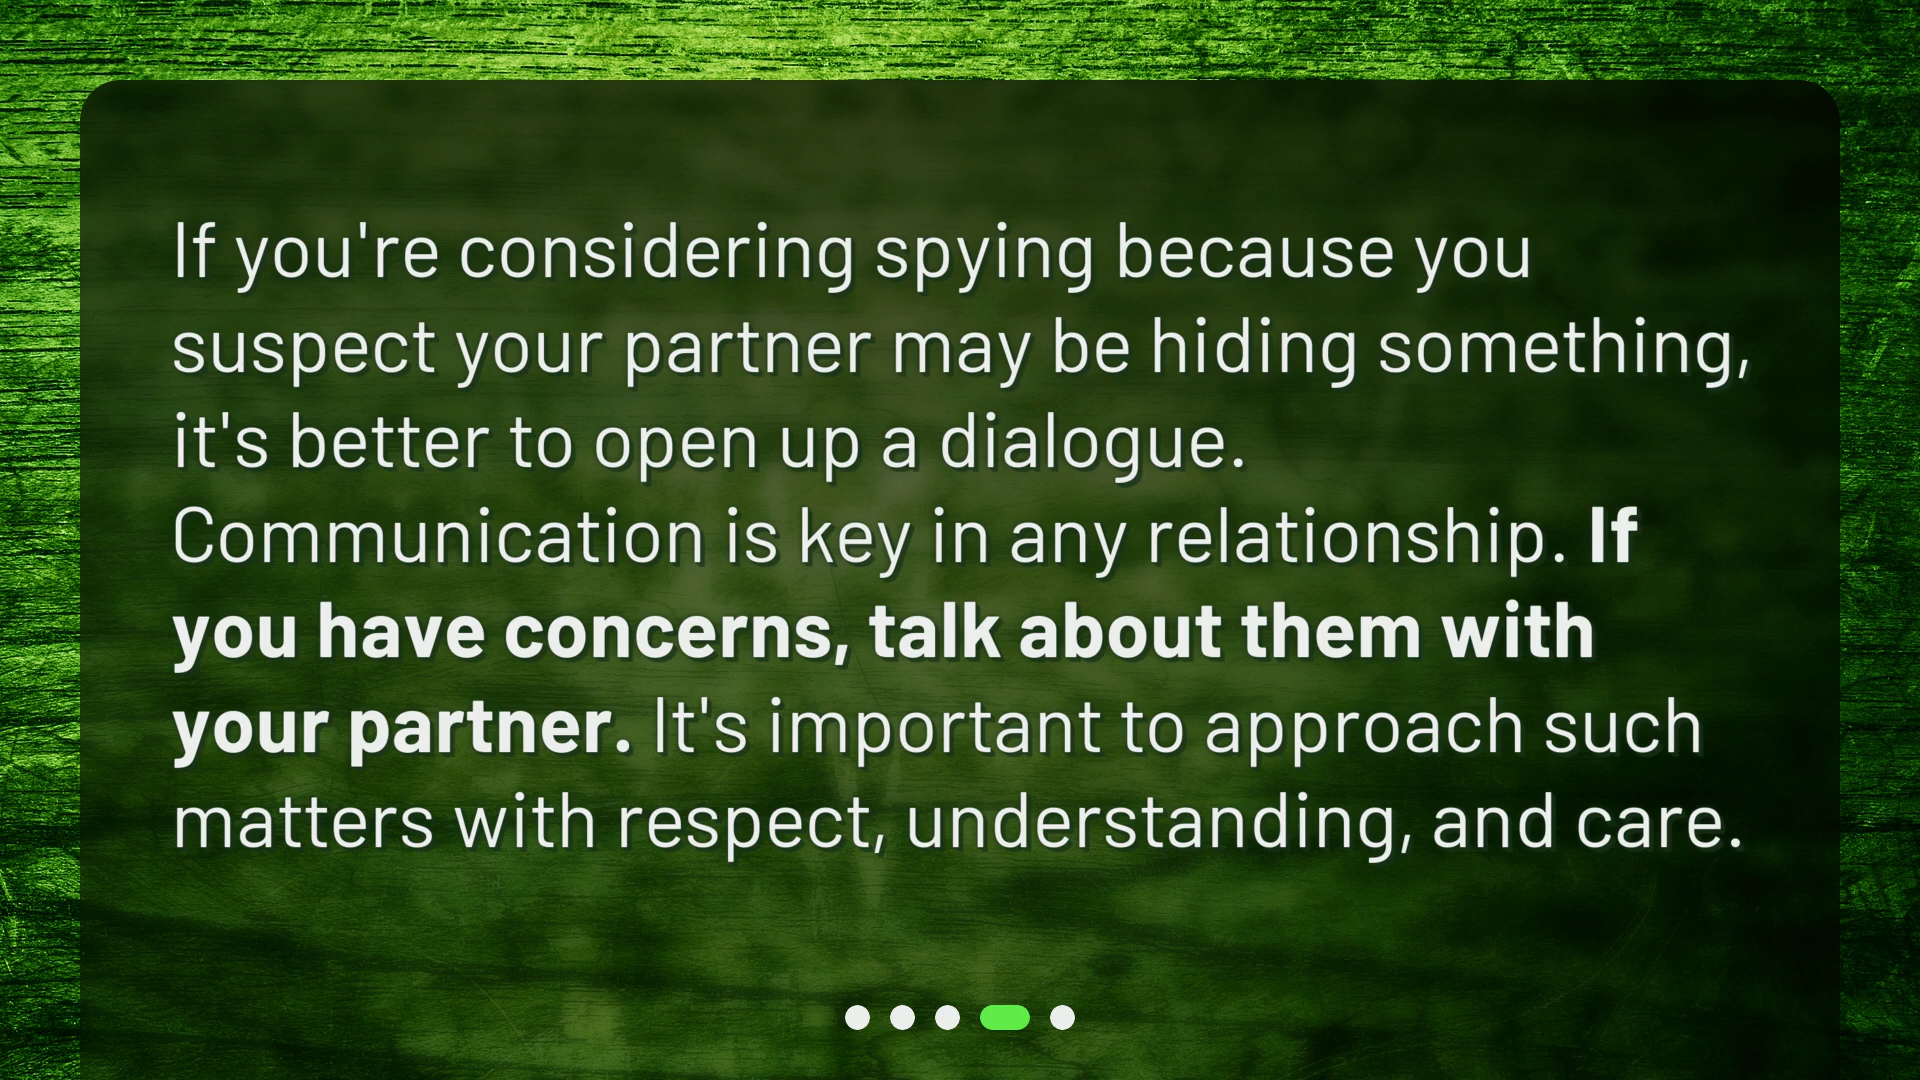 If you're considering spying because you
suspect your partner may be hiding something,
it's better to open up a dialogue.
Communication is key in any relationship. If
you have concerns, talk about them with
your partner. It's important to approach such
matters with respect, understanding, and care.